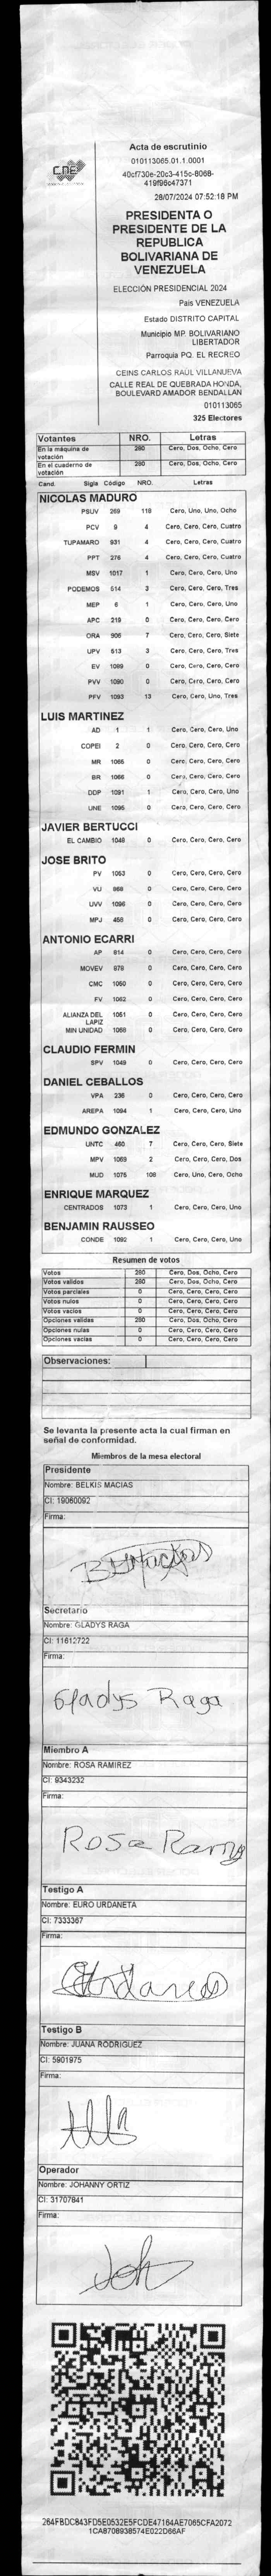 CNE
Acta de escrutinio
010113065.01.1.0001
40cf730e-20c3-415c-8068-
419f96c47371
28/07/2024 07:52:18 PM
PRESIDENTA O
PRESIDENTE DE LA
REPUBLICA
BOLIVARIANA DE
VENEZUELA
ELECCIÓN PRESIDENCIAL 2024
Pais VENEZUELA
Estado DISTRITO CAPITAL
Municipio MP. BOLIVARIANO
LIBERTADOR
Parroquia PQ. EL RECREO
CEINS CARLOS RAÚL VILLANUEVA
CALLE REAL DE QUEBRADA HONDA,
BOULEVARD AMADOR BENDALLAN
010113065
325 Electores
Votantes NRO. Letras
En la máquina de votación 280 Cero, Dos, Ocho, Cero
En el cuaderno de votación 280 Cero, Dos, Ocho, Cero
Cand. Sigla Código NRO. Letras
NICOLAS MADURO
PSUV 269 118 Cero, Uno, Uno, Ocho
PCV 9 4 Cero, Cero, Cero, Cuatro
TUPAMARO 931 4 Cero, Cero, Cero, Cuatro
PPT 276 4 Cero, Cero, Cero, Cuatro
MSV 1017 1 Cero, Cero, Cero, Uno
PODEMOS 514 3 Cero, Cero, Cero, Tres
MEP 6 1 Cero, Cero, Cero, Uno
APC 219 0 Cero, Cero, Cero, Cero
ORA 906 7 Cero, Cero, Cero, Siete
UPV 513 3 Cero, Cero, Cero, Tres
EV 1089 0 Cero, Cero, Cero, Cero
PVV 1090 0 Cero, Cero, Cero, Cero
PFV 1093 13 Cero, Cero, Uno, Tres
LUIS MARTINEZ
AD 1 1 Cero, Cero, Cero, Uno
COPEI 2 0 Cero, Cero, Cero, Cero
MR 1065 0 Cero, Cero, Cero, Cero
BR 1066 0 Cero, Cero, Cero, Cero
DDP 1091 1 Cero, Cero, Cero, Uno
UNE 1095 0 Cero, Cero, Cero, Cero
JAVIER BERTUCCI
EL CAMBIO 1048 0 Cero, Cero, Cero, Cero
JOSE BRITO
PV 1053 0 Cero, Cero, Cero, Cero
VU 868 0 Cero, Cero, Cero, Cero
UVV 1096 0 Cero, Cero, Cero, Cero
MPJ 455 0 Cero, Cero, Cero, Cero
ANTONIO ECARRI
AP 814 0 Cero, Cero, Cero, Cero
MOVEV 979 0 Cero, Cero, Cero, Cero
CMC 1050 0 Cero, Cero, Cero, Cero
FV 1062 0 Cero, Cero, Cero, Cero
ALIANZA DEL LAPIZ 1051 0 Cero, Cero, Cero, Cero
MIN UNIDAD 1068 0 Cero, Cero, Cero, Cero
CLAUDIO FERMIN
SPV 1049 0 Cero, Cero, Cero, Cero
DANIEL CEBALLOS
VPA 236 0 Cero, Cero, Cero, Cero
AREPA 1094 1 Cero, Cero, Cero, Uno
EDMUNDO GONZALEZ
UNTC 460 7 Cero, Cero, Cero, Siete
MPV 1069 2 Cero, Cero, Cero, Dos
MUD 1075 108 Cero, Uno, Cero, Ocho
ENRIQUE MARQUEZ
CENTRADOS 1073 1 Cero, Cero, Cero, Uno
BENJAMIN RAUSSEO
CONDE 1092 1 Cero, Cero, Cero, Uno
Resumen de votos
Votos 280 Cero, Dos, Ocho, Cero
Votos validos 280 Cero, Dos, Ocho, Cero
Votos parciales 0 Cero, Cero, Cero, Cero
Votos nulos 0 Cero, Cero, Cero, Cero
Votos vacios 0 Cero, Cero, Cero, Cero
Opciones validas 280 Cero, Dos, Ocho, Cero
Opciones nulas 0 Cero, Cero, Cero, Cero
Opciones vacias 0 Cero, Cero, Cero, Cero
Observaciones:
Se levanta la presente acta la cual firman en
señal de conformidad.
Miembros de la mesa electoral
Presidente
Nombre: BELKIS MACIAS
CI: 19060092
Firma:
Secretario
Nombre: GLADYS RAGA
CI: 11612722
Firma:
Gladys Raga
Miembro A
Nombre: ROSA RAMIREZ
CI: 9343232
Firma:
Rosa
Testigo A
Nombre: EURO URDANETA
CI: 7333367
Firma:
Testigo B
Nombre: JUANA RODRIGUEZ
CI: 5901975
Firma:
Operador
Nombre: JOHANNY ORTIZ
CI: 31707841
Firma:
Joh
264FBDC843FD5E0532E5FCDE47164AE7065CFA2072
1CA8708938574E022D66AF